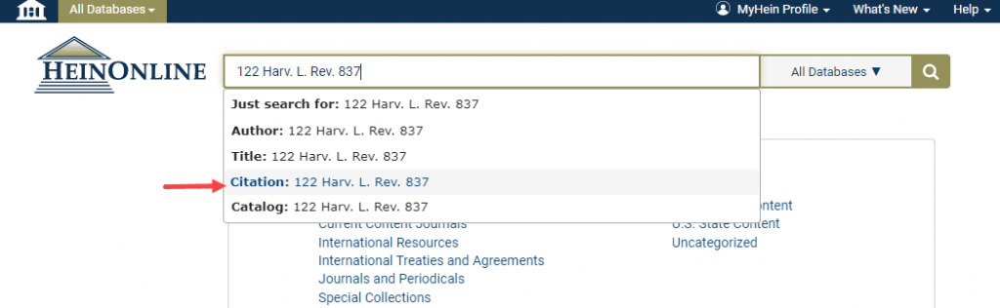 All Databases
MyHein Profile
What's New
Help
HEINONLINE
122 Harv. L. Rev. 837
All Databases ▼
Just search for: 122 Harv. L. Rev. 837
Author: 122 Harv. L. Rev. 837
Title: 122 Harv. L. Rev. 837
Citation: 122 Harv. L. Rev. 837
Catalog: 122 Harv. L. Rev. 837
ontent
Current Content Journals
U.S. State Content
International Resources
Uncategorized
International Treaties and Agreements
Journals and Periodicals
Special Collections